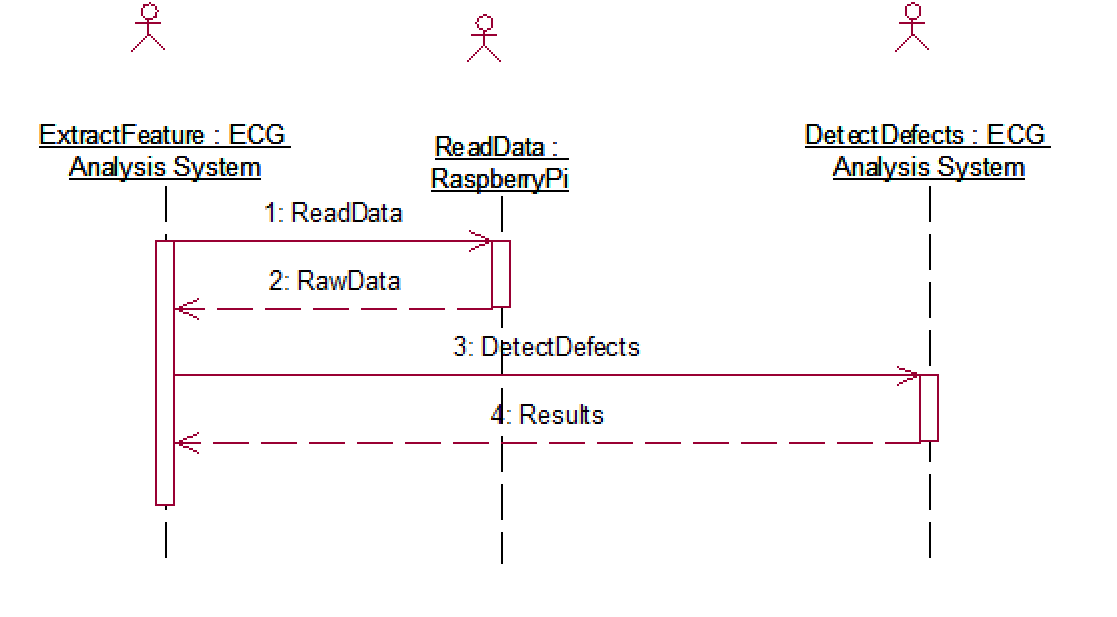 ExtractFeature : ECG
Analysis System
ReadData :
RaspberryPi
DetectDefects : ECG
Analysis System
1: ReadData
2: RawData
3: DetectDefects
4: Results